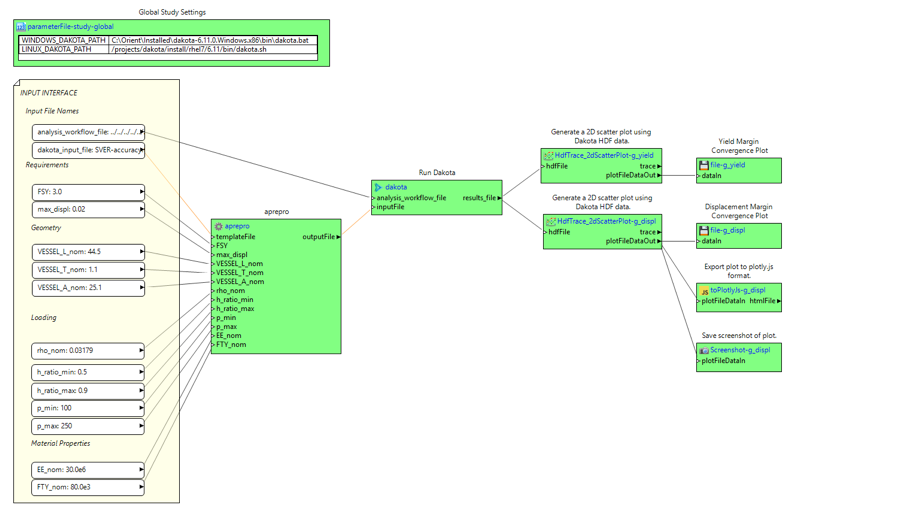 Global Study Settings
parameterFile-study-global
WINDOWS_DAKOTA_PATH C:\Orient\Installed\dakota-6.11.0.Windows.x86\bin\dakota.bat
LINUX_DAKOTA_PATH /projects/dakota/install/rhel7/6.11/bin/dakota.sh
INPUT INTERFACE
Input File Names
analysis_workflow_file: ../../../../..
dakota_input_file: SVER-accuracy
Requirements
FSY: 3.0
max_displ: 0.02
Geometry
VESSEL_L_nom: 44.5
VESSEL_T_nom: 1.1
VESSEL_A_nom: 25.1
Loading
rho_nom: 0.03179
h_ratio_min: 0.5
h_ratio_max: 0.9
p_min: 100
p_max: 250
Material Properties
EE_nom: 30.0e6
FTY_nom: 80.0e3
aprepro
aprepro
templateFile outputFile
FSY
max_displ
VESSEL_L_nom
VESSEL_T_nom
VESSEL_A_nom
rho_nom
h_ratio_min
h_ratio_max
p_min
p_max
EE_nom
FTY_nom
Run Dakota
dakota
analysis_workflow_file results_file
inputFile
Generate a 2D scatter plot using
Dakota HDF data.
HdfTrace_2dScatterPlot-g_yield
hdfFile trace
plotFileDataOut
Generate a 2D scatter plot using
Dakota HDF data.
HdfTrace_2dScatterPlot-g_displ
hdfFile trace
plotFileDataOut
Yield Margin
Convergence Plot
file-g_yield
dataIn
Displacement Margin
Convergence Plot
file-g_displ
dataIn
Export plot to plotly.js
format.
JS
toPlotlyJs-g_displ
plotFileDataIn htmlFile
Save screenshot of plot.
Screenshot-g_displ
plotFileDataIn